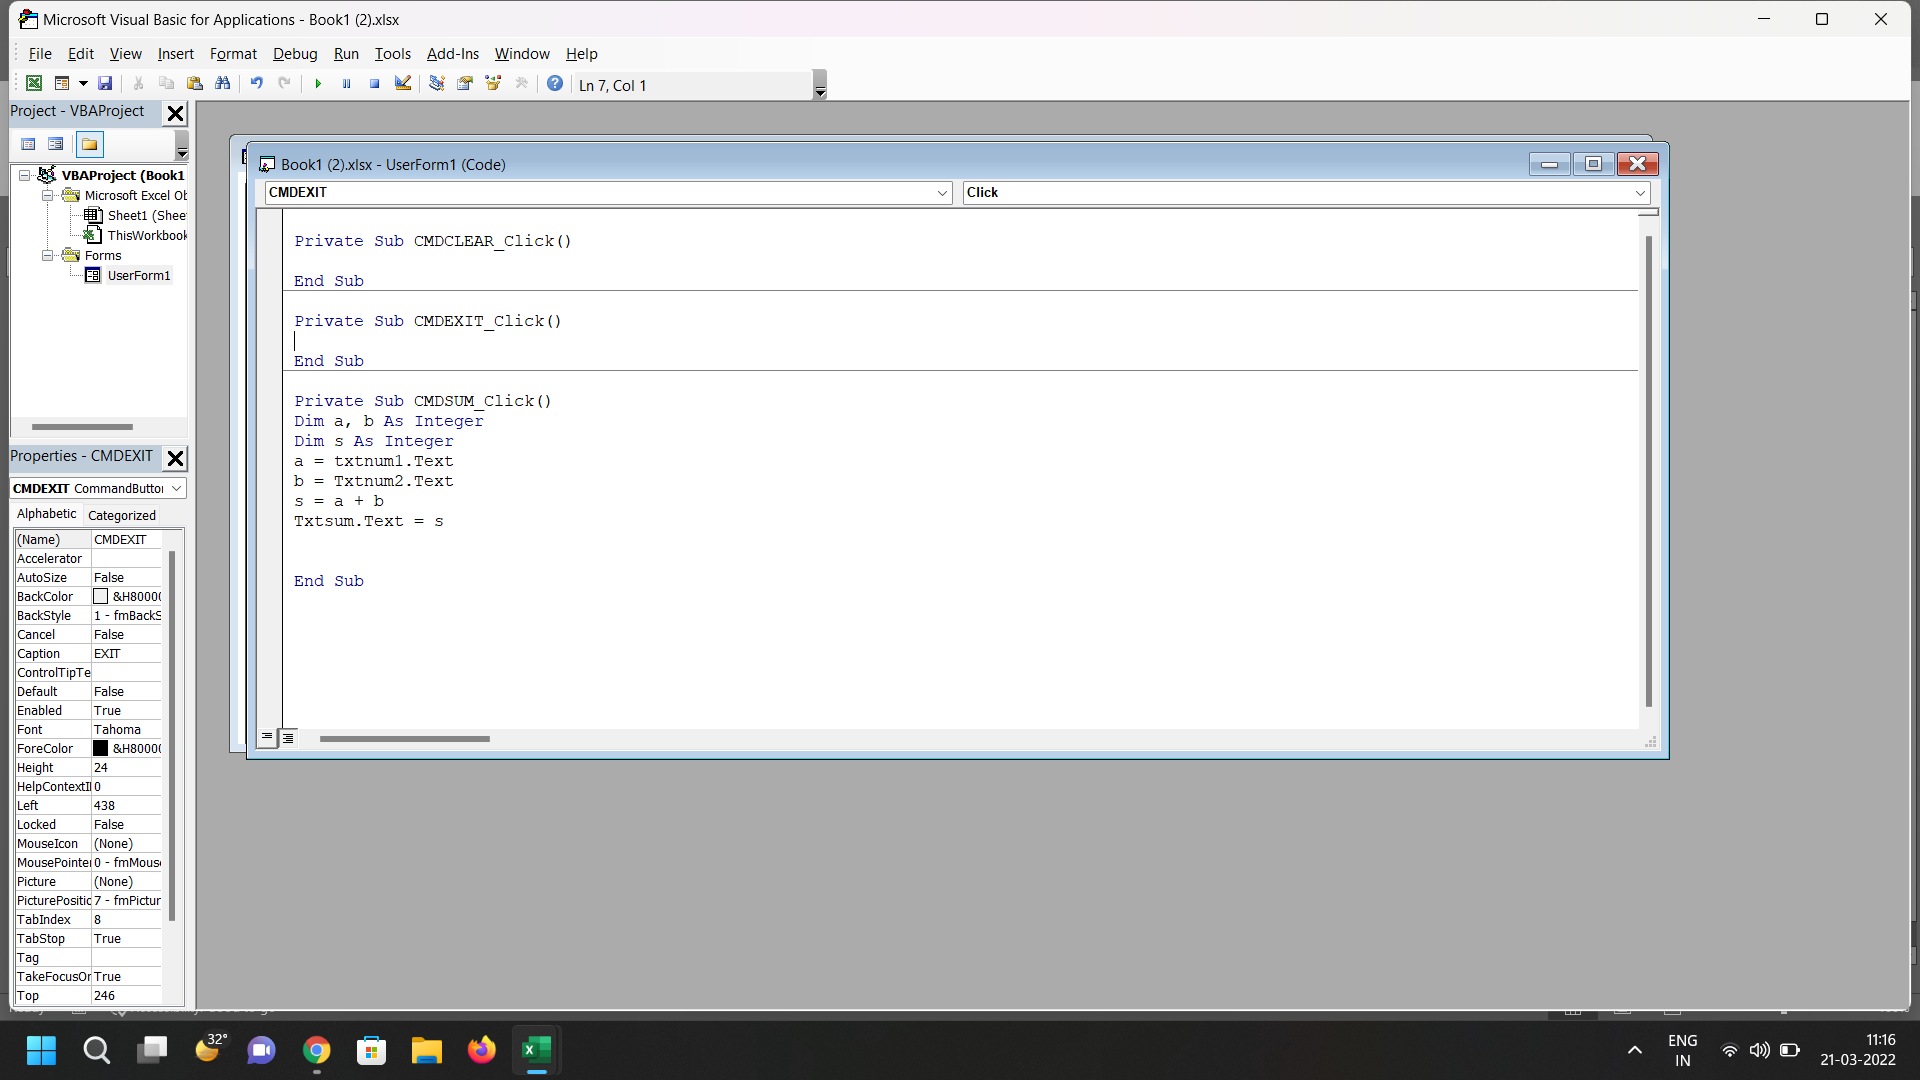 Microsoft Visual Basic for Applications - Book1 (2).xlsx
File Edit View Insert Format Debug Run Tools Add-Ins Window Help
Ln 7, Col 1
Project - VBAProject
VBAProject (Book1
Microsoft Excel Ob
Sheet1 (Shee
ThisWorkbook
Forms
UserForm1
Properties - CMDEXIT
CMDEXIT CommandButton
Alphabetic Categorized
(Name) CMDEXIT
Accelerator
AutoSize False
BackColor &H80000
BackStyle 1 - fmBackS
Cancel False
Caption EXIT
ControlTipTe
Default False
Enabled True
Font Tahoma
ForeColor &H80000
Height 24
HelpContextI 0
Left 438
Locked False
MouseIcon (None)
MousePointer 0 - fmMous
Picture (None)
PicturePositio 7 - fmPictur
TabIndex 8
TabStop True
Tag
TakeFocusOn True
Top 246
Book1 (2).xlsx - UserForm1 (Code)
CMDEXIT Click
Private Sub CMDCLEAR_Click()
End Sub
Private Sub CMDEXIT_Click()
End Sub
Private Sub CMDSUM_Click()
Dim a, b As Integer
Dim s As Integer
a = txtnum1.Text
b = Txtnum2.Text
s = a + b
Txtsum.Text = s
End Sub
32°
ENG
IN
11:16
21-03-2022